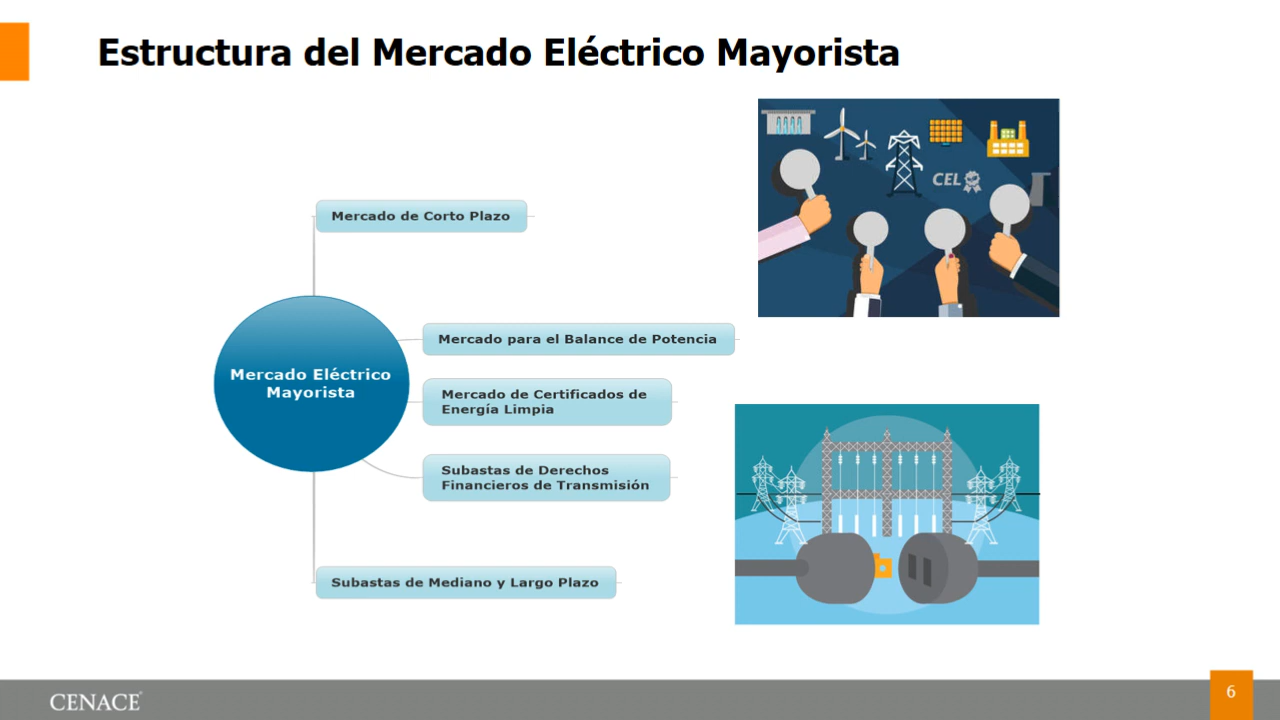 Estructura del Mercado Eléctrico Mayorista
CEL
Mercado de Corto Plazo
Mercado para el Balance de Potencia
Mercado Eléctrico
Mayorista
Mercado de Certificados de
Energía Limpia
Subastas de Derechos
Financieros de Transmisión
Subastas de Mediano y Largo Plazo
CENACE
6